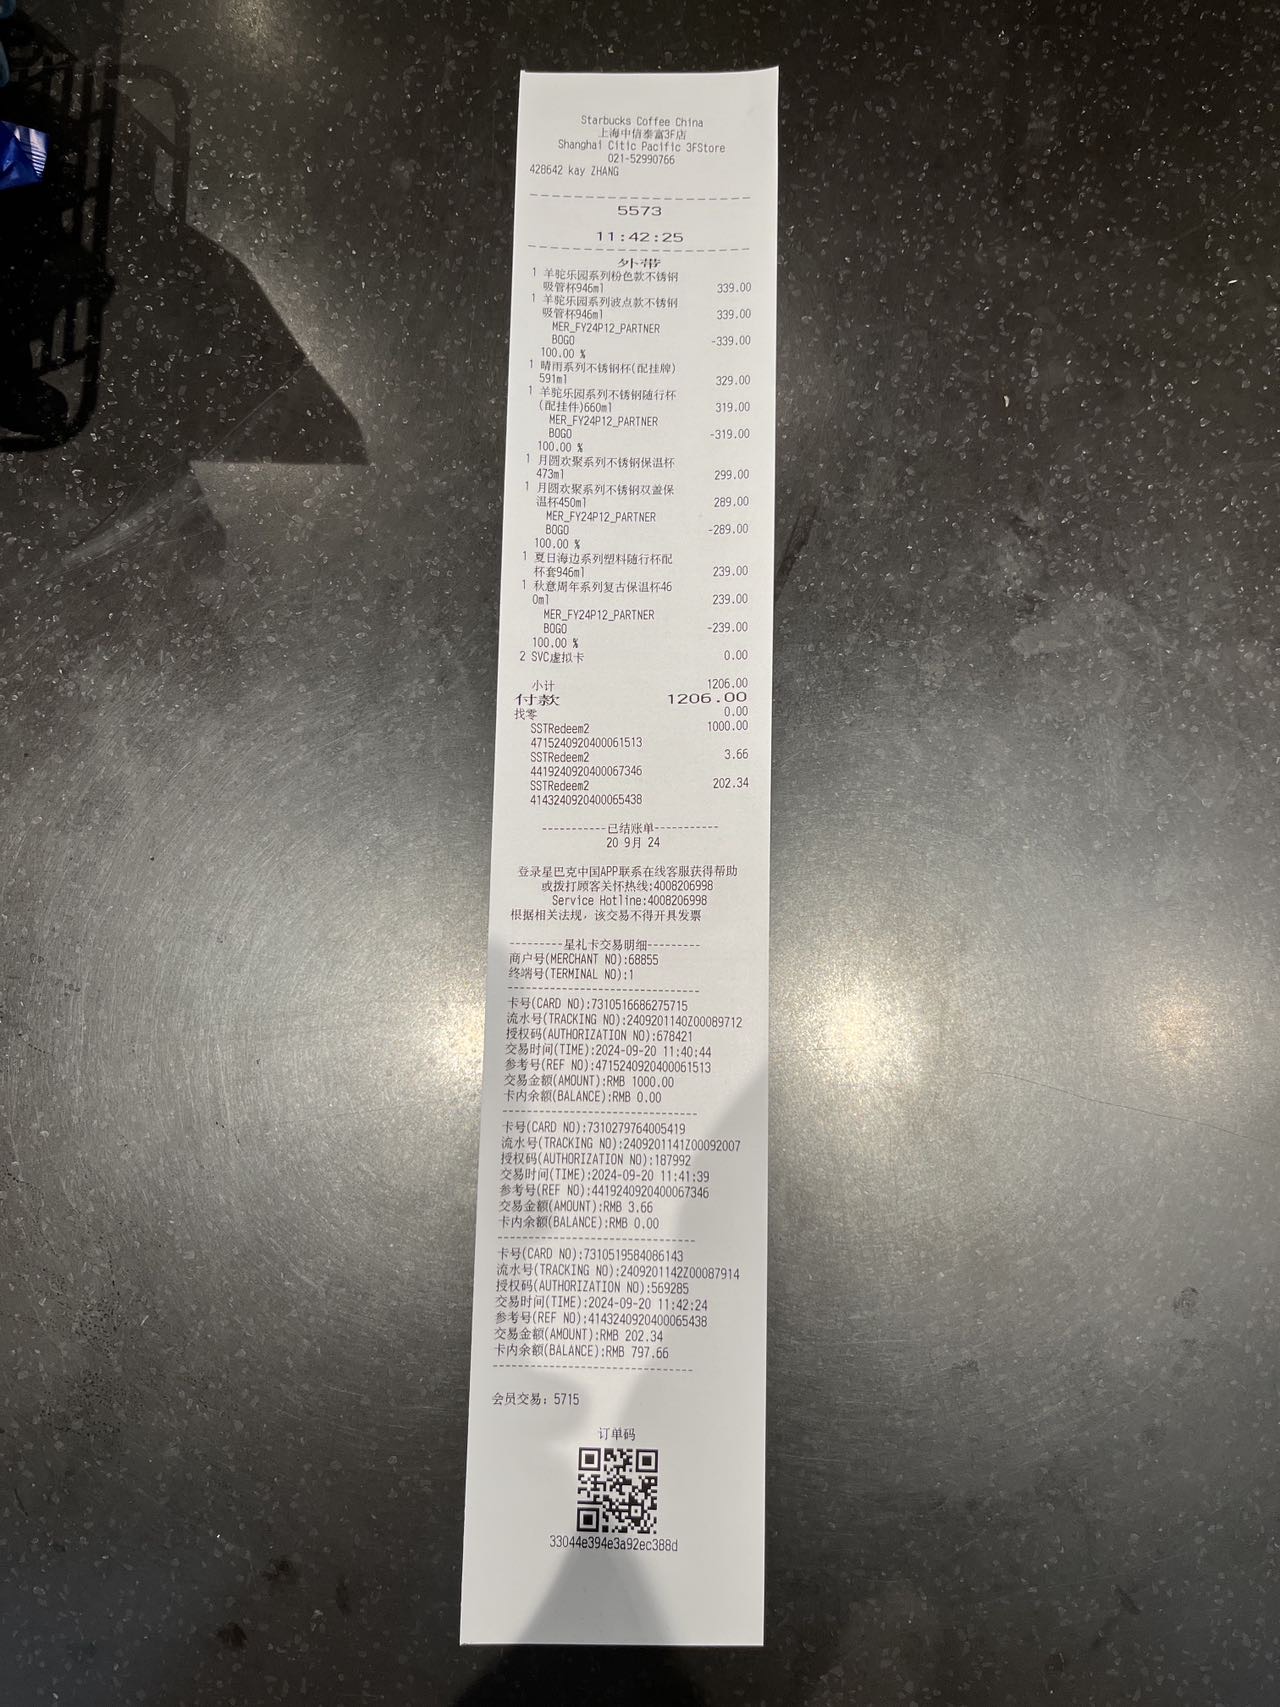 Starbucks Coffee China
上海中信泰富3F店
Shanghai Citic Pacific 3FStore
021-52990766
428642 kay ZHANG
5573
11:42:25
外带
1 羊驼乐园系列粉色款不锈钢
吸管杯946ml 339.00
1 羊驼乐园系列波点款不锈钢
吸管杯946ml 339.00
MER_FY24P12_PARTNER
BOGO -339.00
100.00 %
1 晴雨系列不锈钢杯(配挂牌)
591ml 329.00
1 羊驼乐园系列不锈钢随行杯
(配挂件)660ml 319.00
MER_FY24P12_PARTNER
BOGO -319.00
100.00 %
1 月圆欢聚系列不锈钢保温杯
473ml 299.00
1 月圆欢聚系列不锈钢双盖保
温杯450ml 289.00
MER_FY24P12_PARTNER
BOGO -289.00
100.00 %
1 夏日海边系列塑料随行杯配
杯套946ml 239.00
1 秋意周年系列复古保温杯46
0ml 239.00
MER_FY24P12_PARTNER
BOGO -239.00
100.00 %
2 SVC虚拟卡 0.00
小计 1206.00
付款 1206.00
找零 0.00
SSTRedeem2 1000.00
4715240920400061513
SSTRedeem2 3.66
4419240920400067346
SSTRedeem2 202.34
4143240920400065438
-----------已结账单-----------
20 9月 24
登录星巴克中国APP联系在线客服获得帮助
或拨打顾客关怀热线:4008206998
Service Hotline:4008206998
根据相关法规，该交易不得开具发票
---------星礼卡交易明细---------
商户号(MERCHANT NO):68855
终端号(TERMINAL NO):1
卡号(CARD NO):7310516686275715
流水号(TRACKING NO):2409201140Z00089712
授权码(AUTHORIZATION NO):678421
交易时间(TIME):2024-09-20 11:40:44
参考号(REF NO):4715240920400061513
交易金额(AMOUNT):RMB 1000.00
卡内余额(BALANCE):RMB 0.00
卡号(CARD NO):7310279764005419
流水号(TRACKING NO):2409201141Z00092007
授权码(AUTHORIZATION NO):187992
交易时间(TIME):2024-09-20 11:41:39
参考号(REF NO):4419240920400067346
交易金额(AMOUNT):RMB 3.66
卡内余额(BALANCE):RMB 0.00
卡号(CARD NO):7310519584086143
流水号(TRACKING NO):2409201142Z00087914
授权码(AUTHORIZATION NO):569285
交易时间(TIME):2024-09-20 11:42:24
参考号(REF NO):4143240920400065438
交易金额(AMOUNT):RMB 202.34
卡内余额(BALANCE):RMB 797.66
会员交易: 5715
订单码
33044e394e3a92ec388d